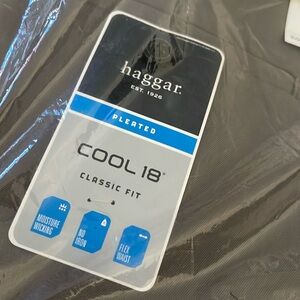 haggar.
EST. 1926
PLEATED
COOL 18®
CLASSIC FIT
MOISTURE
WICKING
NO
IRON
FLEX
WAIST